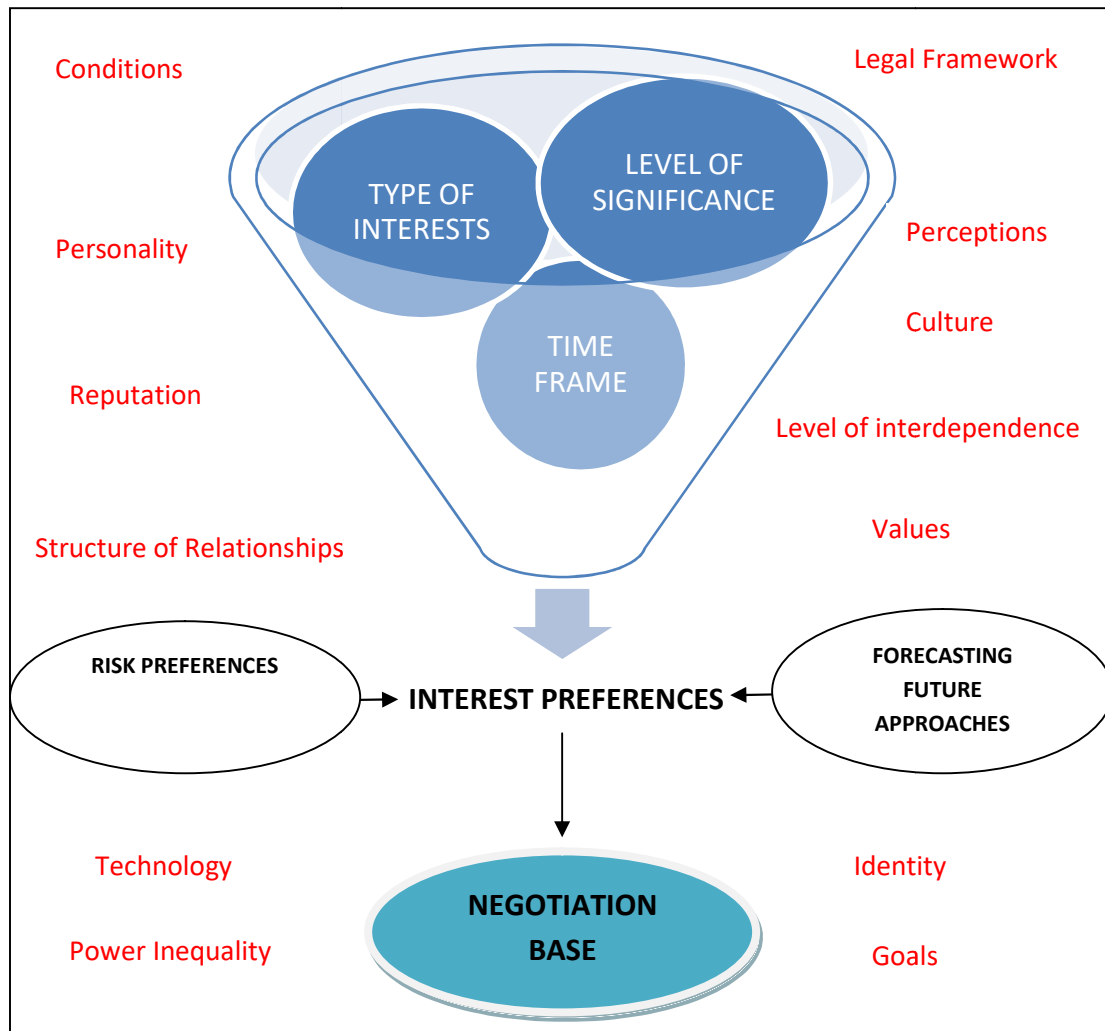 Conditions
Legal Framework
LEVEL OF
SIGNIFICANCE
TYPE OF
INTERESTS
Personality
Perceptions
Culture
TIME
FRAME
Reputation
Level of interdependence
Values
Structure of Relationships
RISK PREFERENCES
FORECASTING
FUTURE
APPROACHES
INTEREST PREFERENCES
Technology
Identity
NEGOTIATION
BASE
Power Inequality
Goals